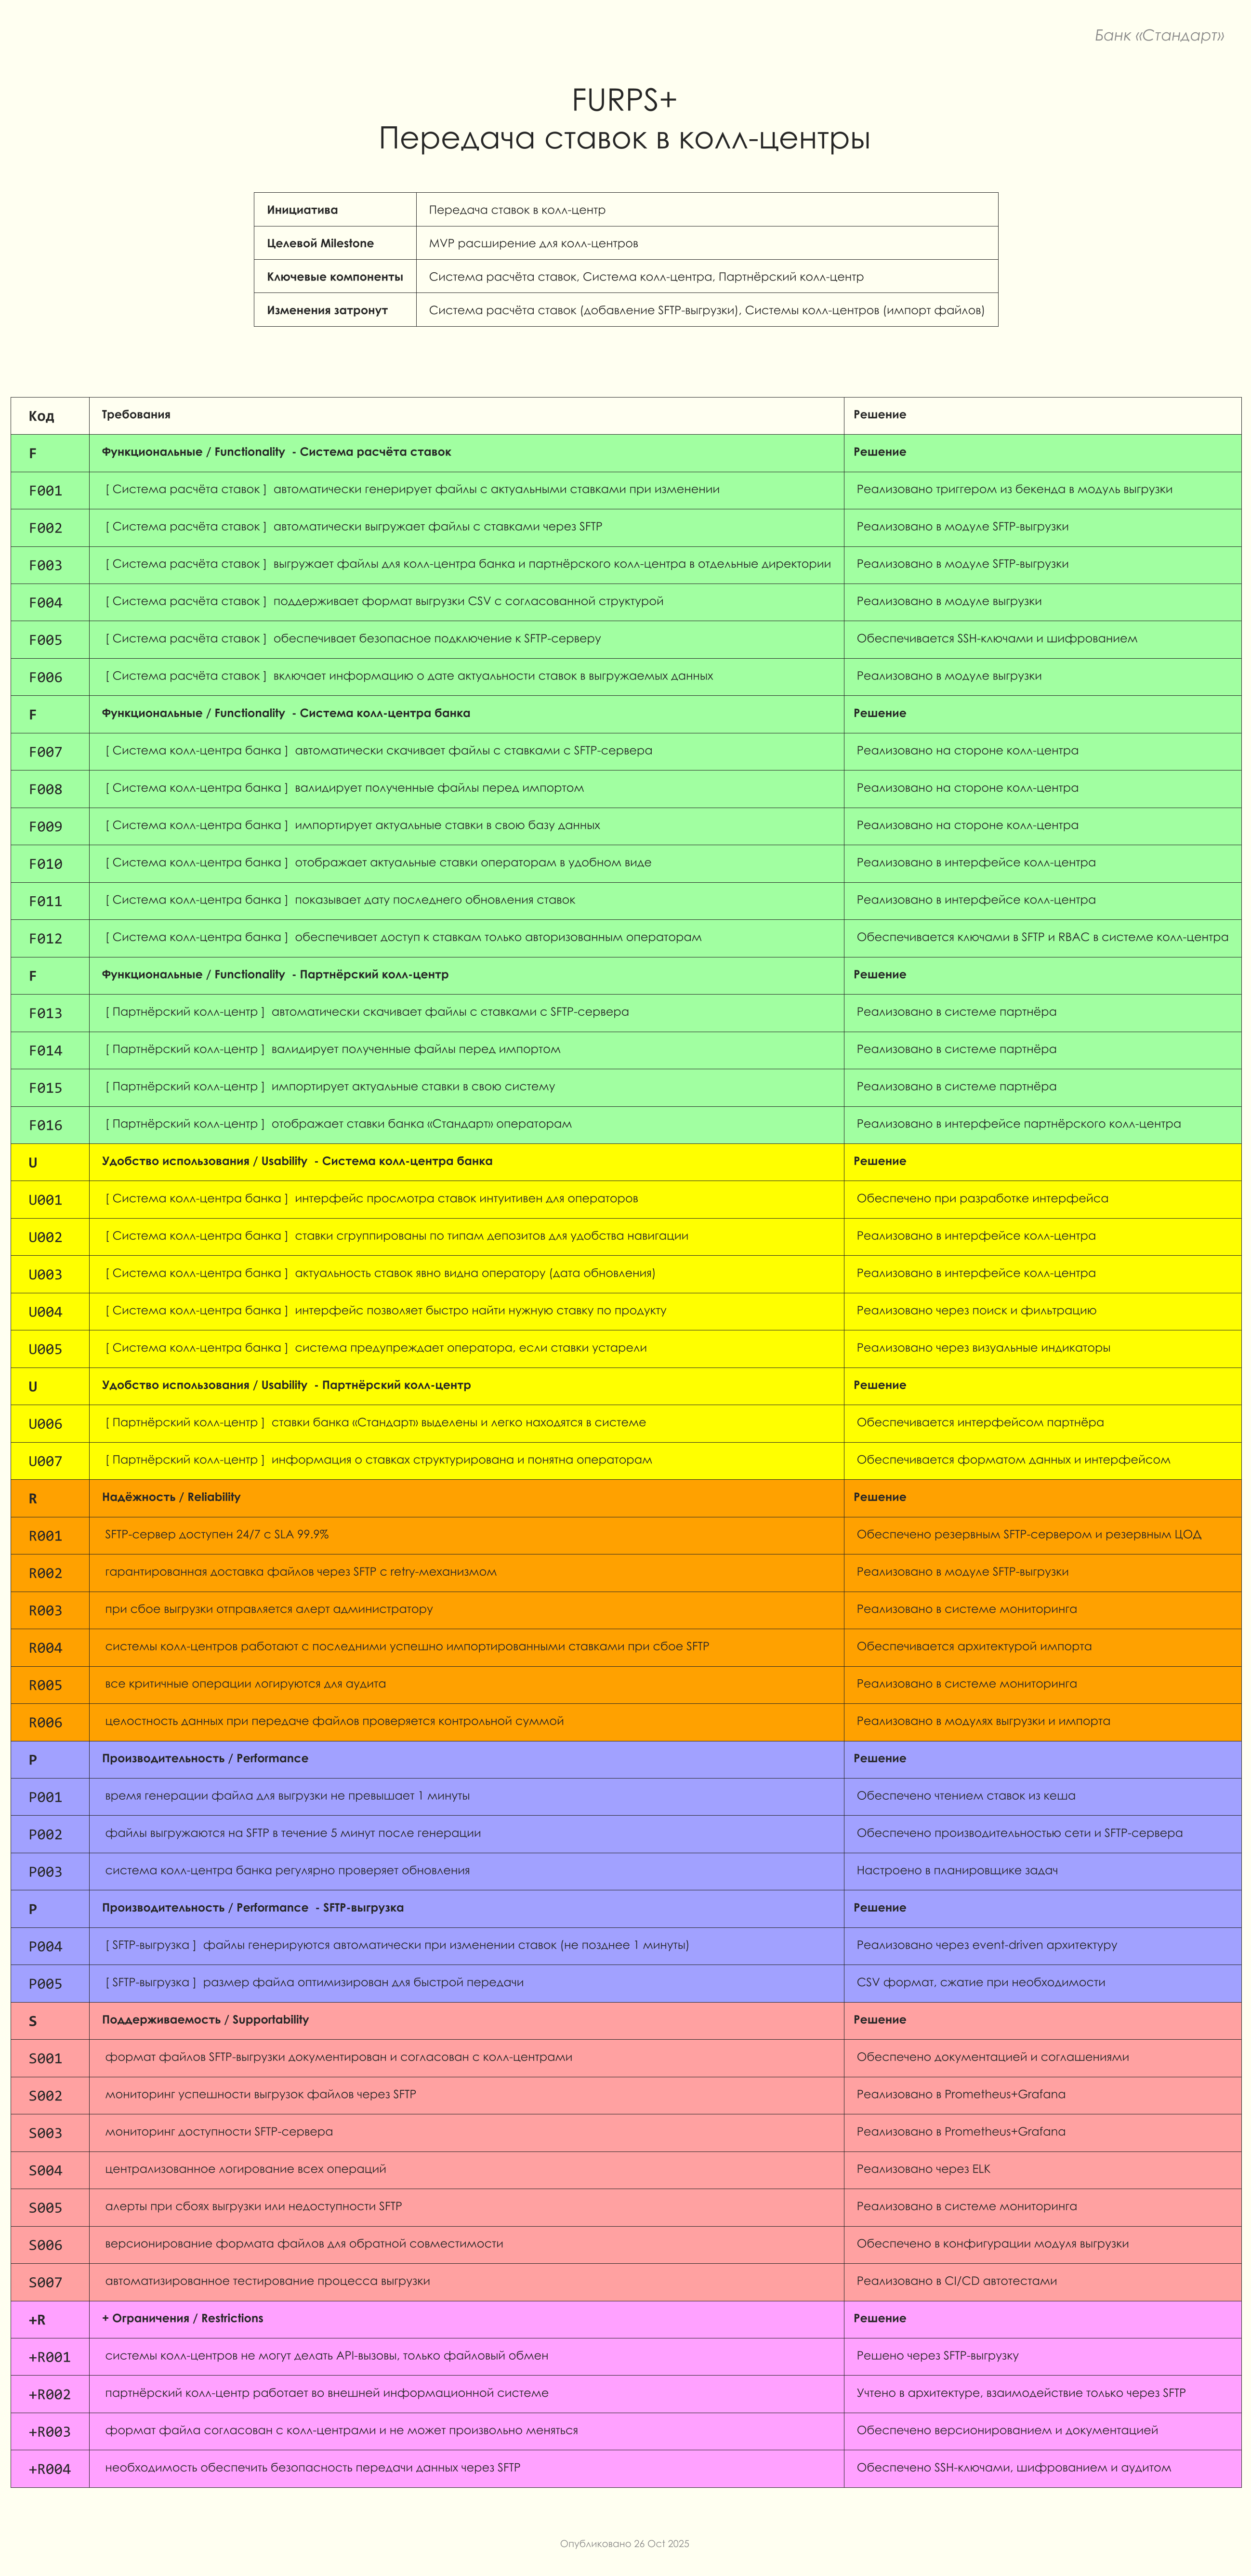 Банк «Стандарт»
FURPS+
Передача ставок в колл-центры
Инициатива Передача ставок в колл-центр
Целевой Milestone MVP расширение для колл-центров
Ключевые компоненты Система расчёта ставок, Система колл-центра, Партнёрский колл-центр
Изменения затронут Система расчёта ставок (добавление SFTP-выгрузки), Системы колл-центров (импорт файлов)
Код Требования Решение
F Функциональные / Functionality - Система расчёта ставок Решение
F001 [ Система расчёта ставок ] автоматически генерирует файлы с актуальными ставками при изменении Реализовано триггером из бекенда в модуль выгрузки
F002 [ Система расчёта ставок ] автоматически выгружает файлы с ставками через SFTP Реализовано в модуле SFTP-выгрузки
F003 [ Система расчёта ставок ] выгружает файлы для колл-центра банка и партнёрского колл-центра в отдельные директории Реализовано в модуле SFTP-выгрузки
F004 [ Система расчёта ставок ] поддерживает формат выгрузки CSV с согласованной структурой Реализовано в модуле выгрузки
F005 [ Система расчёта ставок ] обеспечивает безопасное подключение к SFTP-серверу Обеспечивается SSH-ключами и шифрованием
F006 [ Система расчёта ставок ] включает информацию о дате актуальности ставок в выгружаемых данных Реализовано в модуле выгрузки
F Функциональные / Functionality - Система колл-центра банка Решение
F007 [ Система колл-центра банка ] автоматически скачивает файлы с ставками с SFTP-сервера Реализовано на стороне колл-центра
F008 [ Система колл-центра банка ] валидирует полученные файлы перед импортом Реализовано на стороне колл-центра
F009 [ Система колл-центра банка ] импортирует актуальные ставки в свою базу данных Реализовано на стороне колл-центра
F010 [ Система колл-центра банка ] отображает актуальные ставки операторам в удобном виде Реализовано в интерфейсе колл-центра
F011 [ Система колл-центра банка ] показывает дату последнего обновления ставок Реализовано в интерфейсе колл-центра
F012 [ Система колл-центра банка ] обеспечивает доступ к ставкам только авторизованным операторам Обеспечивается ключами в SFTP и RBAC в системе колл-центра
F Функциональные / Functionality - Партнёрский колл-центр Решение
F013 [ Партнёрский колл-центр ] автоматически скачивает файлы с ставками с SFTP-сервера Реализовано в системе партнёра
F014 [ Партнёрский колл-центр ] валидирует полученные файлы перед импортом Реализовано в системе партнёра
F015 [ Партнёрский колл-центр ] импортирует актуальные ставки в свою систему Реализовано в системе партнёра
F016 [ Партнёрский колл-центр ] отображает ставки банка «Стандарт» операторам Реализовано в интерфейсе партнёрского колл-центра
U Удобство использования / Usability - Система колл-центра банка Решение
U001 [ Система колл-центра банка ] интерфейс просмотра ставок интуитивен для операторов Обеспечено при разработке интерфейса
U002 [ Система колл-центра банка ] ставки сгруппированы по типам депозитов для удобства навигации Реализовано в интерфейсе колл-центра
U003 [ Система колл-центра банка ] актуальность ставок явно видна оператору (дата обновления) Реализовано в интерфейсе колл-центра
U004 [ Система колл-центра банка ] интерфейс позволяет быстро найти нужную ставку по продукту Реализовано через поиск и фильтрацию
U005 [ Система колл-центра банка ] система предупреждает оператора, если ставки устарели Реализовано через визуальные индикаторы
U Удобство использования / Usability - Партнёрский колл-центр Решение
U006 [ Партнёрский колл-центр ] ставки банка «Стандарт» выделены и легко находятся в системе Обеспечивается интерфейсом партнёра
U007 [ Партнёрский колл-центр ] информация о ставках структурирована и понятна операторам Обеспечивается форматом данных и интерфейсом
R Надёжность / Reliability Решение
R001 SFTP-сервер доступен 24/7 с SLA 99.9% Обеспечено резервным SFTP-сервером и резервным ЦОД
R002 гарантированная доставка файлов через SFTP с retry-механизмом Реализовано в модуле SFTP-выгрузки
R003 при сбое выгрузки отправляется алерт администратору Реализовано в системе мониторинга
R004 системы колл-центров работают с последними успешно импортированными ставками при сбое SFTP Обеспечивается архитектурой импорта
R005 все критичные операции логируются для аудита Реализовано в системе мониторинга
R006 целостность данных при передаче файлов проверяется контрольной суммой Реализовано в модулях выгрузки и импорта
P Производительность / Performance Решение
P001 время генерации файла для выгрузки не превышает 1 минуты Обеспечено чтением ставок из кеша
P002 файлы выгружаются на SFTP в течение 5 минут после генерации Обеспечено производительностью сети и SFTP-сервера
P003 система колл-центра банка регулярно проверяет обновления Настроено в планировщике задач
P Производительность / Performance - SFTP-выгрузка Решение
P004 [ SFTP-выгрузка ] файлы генерируются автоматически при изменении ставок (не позднее 1 минуты) Реализовано через event-driven архитектуру
P005 [ SFTP-выгрузка ] размер файла оптимизирован для быстрой передачи CSV формат, сжатие при необходимости
S Поддерживаемость / Supportability Решение
S001 формат файлов SFTP-выгрузки документирован и согласован с колл-центрами Обеспечено документацией и соглашениями
S002 мониторинг успешности выгрузок файлов через SFTP Реализовано в Prometheus+Grafana
S003 мониторинг доступности SFTP-сервера Реализовано в Prometheus+Grafana
S004 централизованное логирование всех операций Реализовано через ELK
S005 алерты при сбоях выгрузки или недоступности SFTP Реализовано в системе мониторинга
S006 версионирование формата файлов для обратной совместимости Обеспечено в конфигурации модуля выгрузки
S007 автоматизированное тестирование процесса выгрузки Реализовано в CI/CD автотестами
+R + Ограничения / Restrictions Решение
+R001 системы колл-центров не могут делать API-вызовы, только файловый обмен Решено через SFTP-выгрузку
+R002 партнёрский колл-центр работает во внешней информационной системе Учтено в архитектуре, взаимодействие только через SFTP
+R003 формат файла согласован с колл-центрами и не может произвольно меняться Обеспечено версионированием и документацией
+R004 необходимость обеспечить безопасность передачи данных через SFTP Обеспечено SSH-ключами, шифрованием и аудитом
Опубликовано 26 Oct 2025